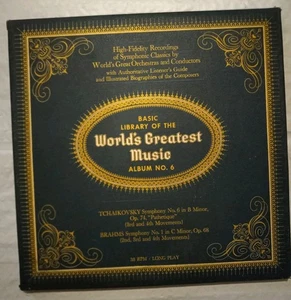 High-Fidelity Recordings
of Symphonic Classics by
World's Great Orchestras and Conductors
with Authoritative Listener's Guide
and Illustrated Biographies of the Composers
BASIC
LIBRARY OF THE
World's Greatest
Music
ALBUM NO. 6
TCHAIKOVSKY Symphony No. 6 in B Minor,
Op. 74, "Pathetique"
[3rd and 4th Movements]
BRAHMS Symphony No. 1 in C Minor, Op. 68
[2nd, 3rd and 4th Movements]
33 RPM / LONG PLAY